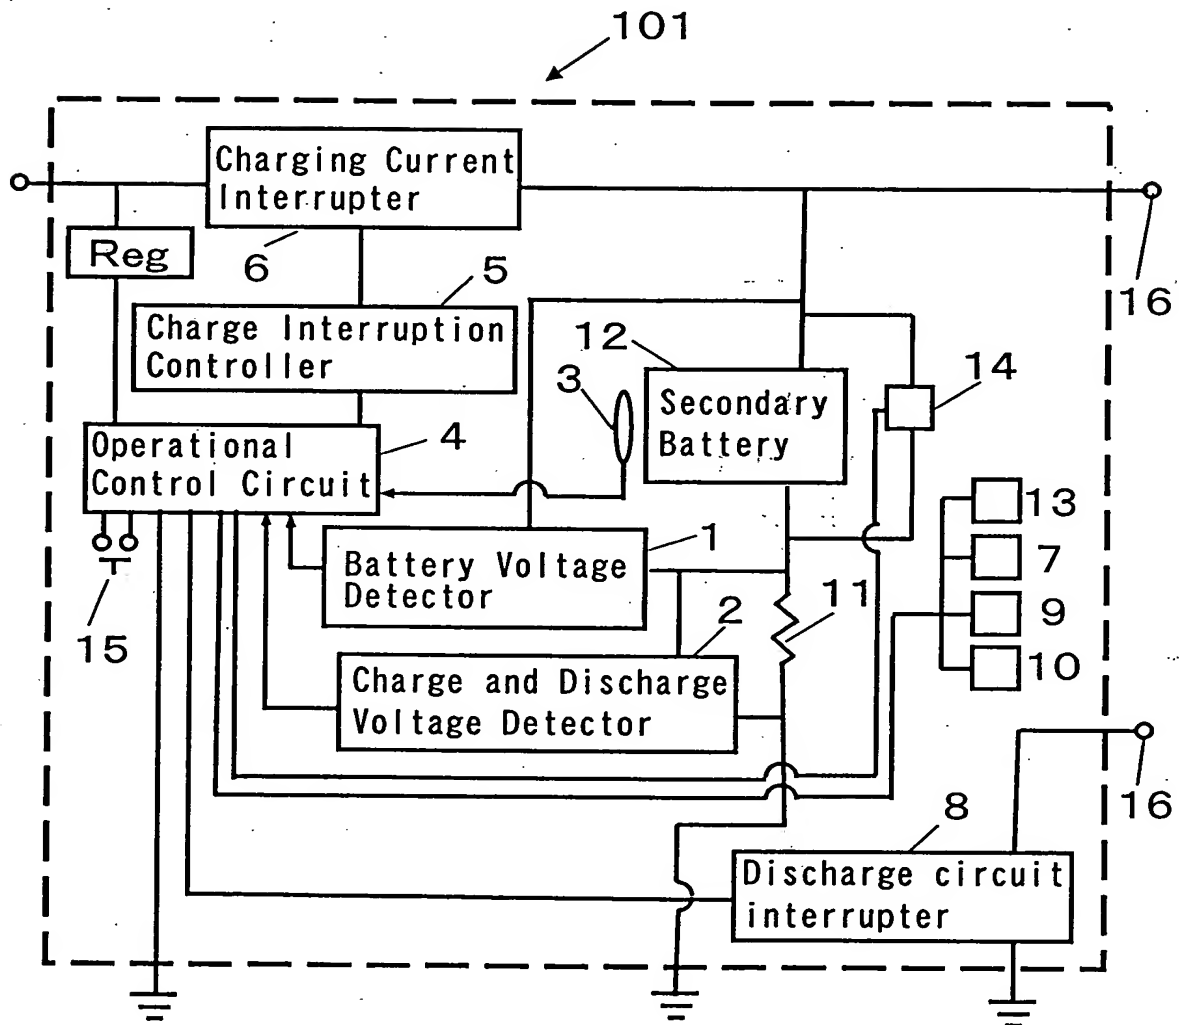 101
Charging Current
Interrupter
Reg
6
5
16
Charge Interruption
Controller
12
3
14
Secondary
Battery
Operational
Control Circuit
4
13
1
Battery Voltage
Detector
7
11
9
15
2
10
Charge and Discharge
Voltage Detector
16
8
Discharge circuit
interrupter